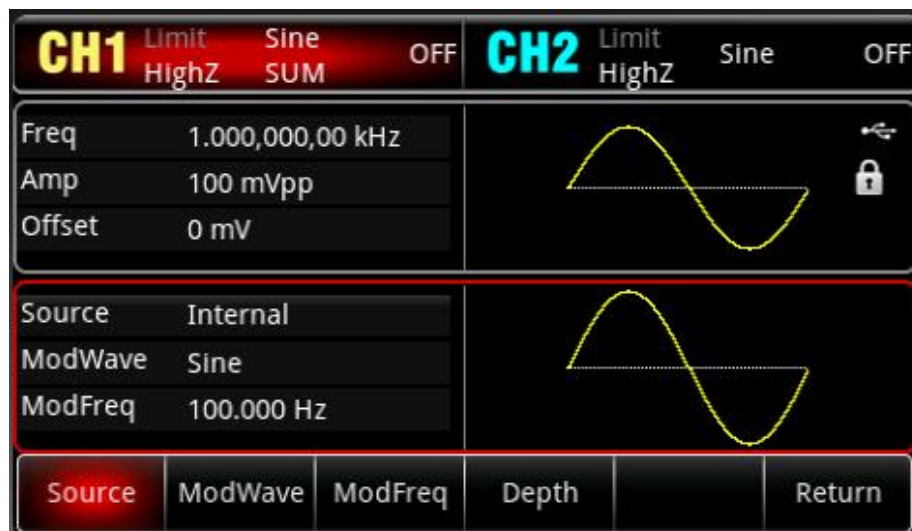 CH1 Limit Sine OFF CH2 Limit Sine OFF
HighZ SUM HighZ
Freq 1.000,000,00 kHz
Amp 100 mVpp
Offset 0 mV
Source Internal
ModWave Sine
ModFreq 100.000 Hz
Source ModWave ModFreq Depth Return